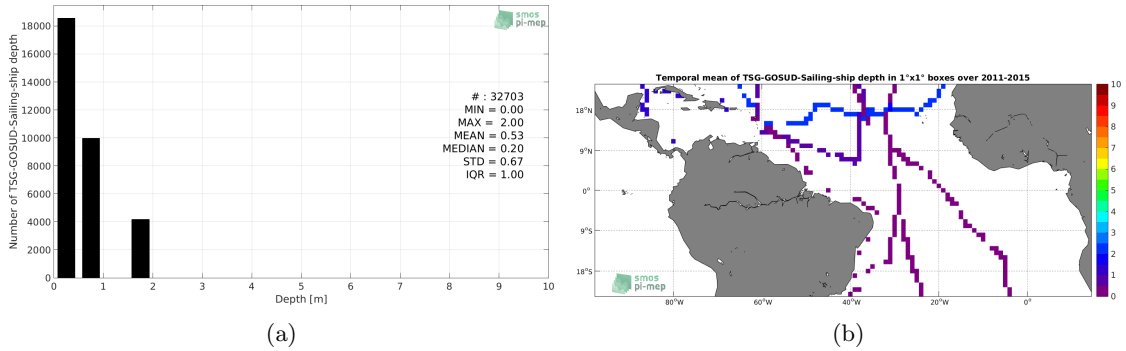 smos
pi-mep
18000
16000
14000
12000
10000
8000
6000
4000
2000
0
Number of TSG-GOSUD-Sailing-ship depth
# : 32703
MIN = 0.00
MAX = 2.00
MEAN = 0.53
MEDIAN = 0.20
STD = 0.67
IQR = 1.00
0 1 2 3 4 5 6 7 8 9 10
Depth [m]
(a)
Temporal mean of TSG-GOSUD-Sailing-ship depth in 1°x1° boxes over 2011-2015
18°N
9°N
0°
9°S
18°S
80°W 60°W 40°W 20°W 0°
smos
pi-mep
10
9
8
7
6
5
4
3
2
1
0
(b)